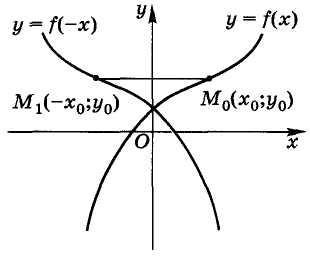 y = f(-x)
y
y = f(x)
M₁(-x₀;y₀)
M₀(x₀;y₀)
O
x